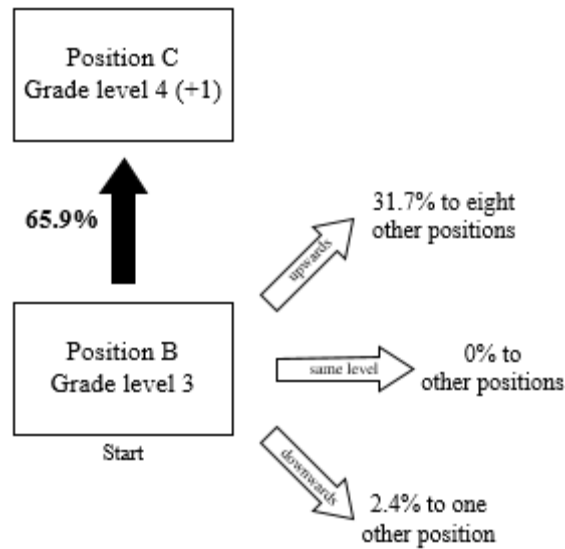 Position C
Grade level 4 (+1)
65.9%
31.7% to eight
other positions
upwards
Position B
Grade level 3
same level
0% to
other positions
Start
downwards
2.4% to one
other position